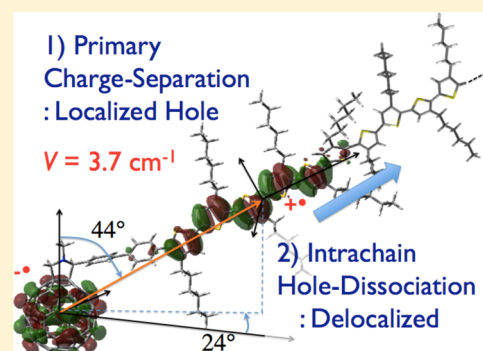 1) Primary
Charge-Separation
: Localized Hole
V = 3.7 cm⁻¹
44°
+•
-•
2) Intrachain
Hole-Dissociation
: Delocalized
24°